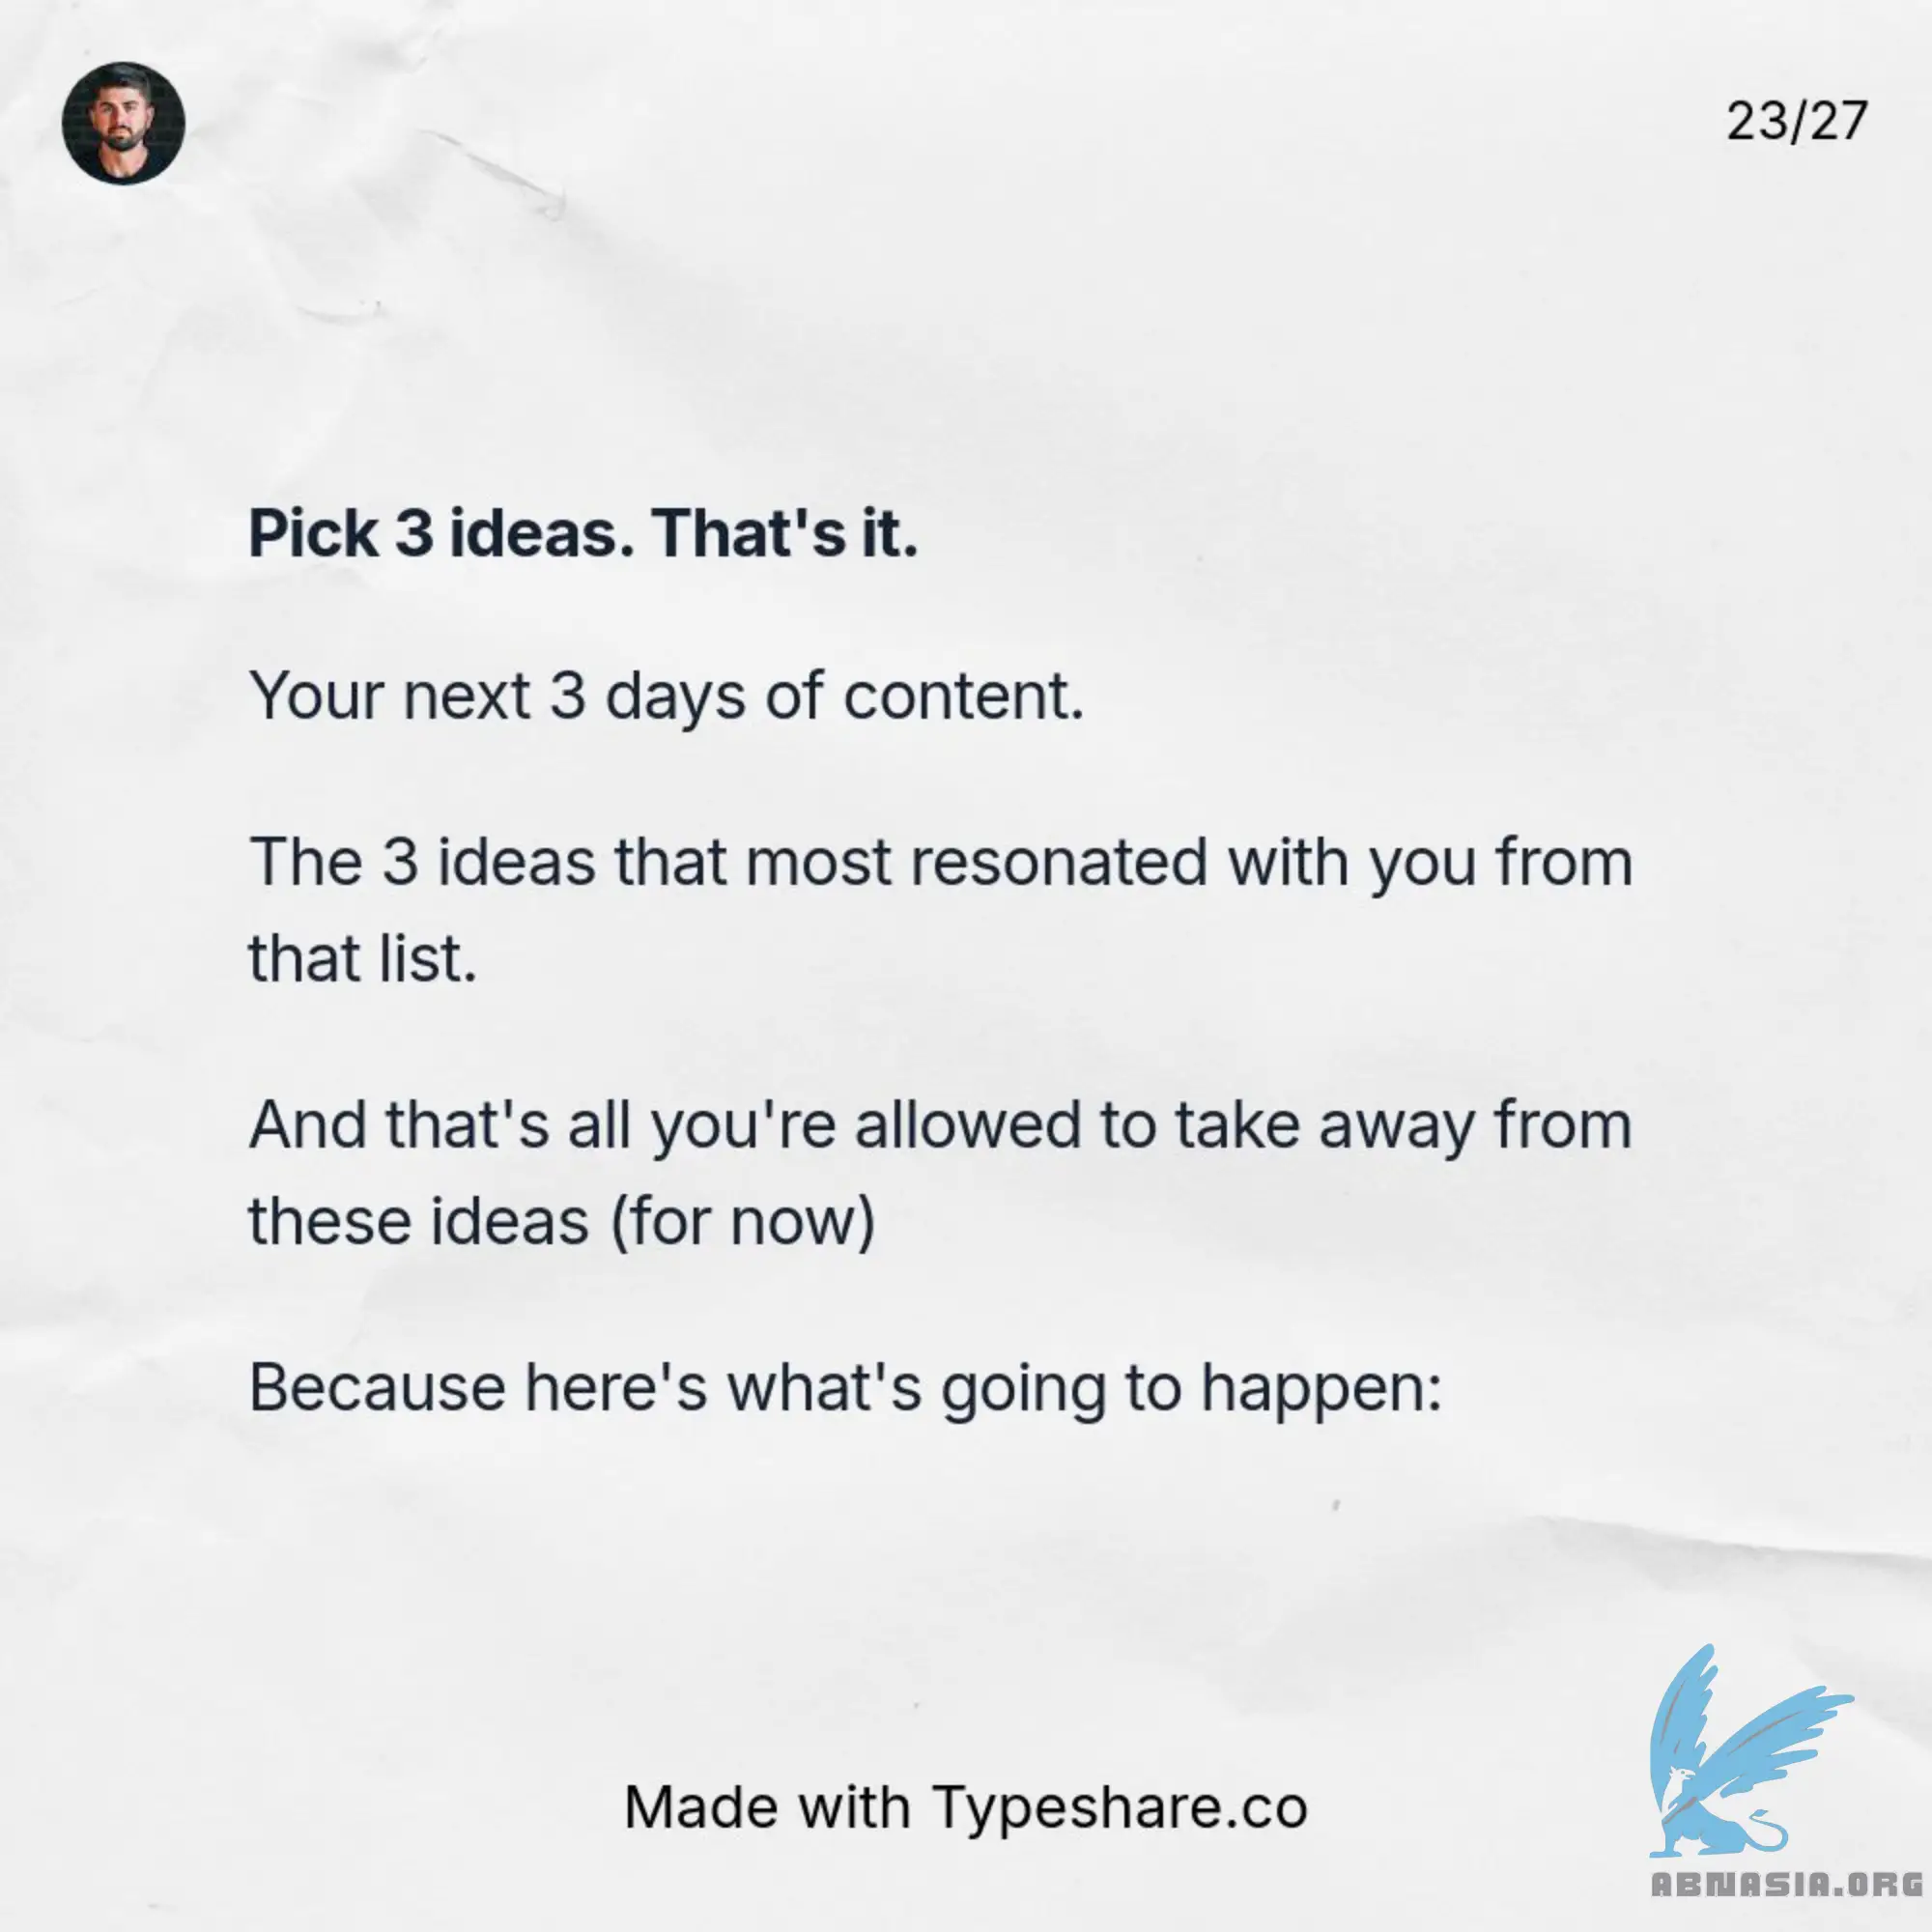 23/27
Pick 3 ideas. That's it.
Your next 3 days of content.
The 3 ideas that most resonated with you from
that list.
And that's all you're allowed to take away from
these ideas (for now)
Because here's what's going to happen:
Made with Typeshare.co
ABNASIA.ORG